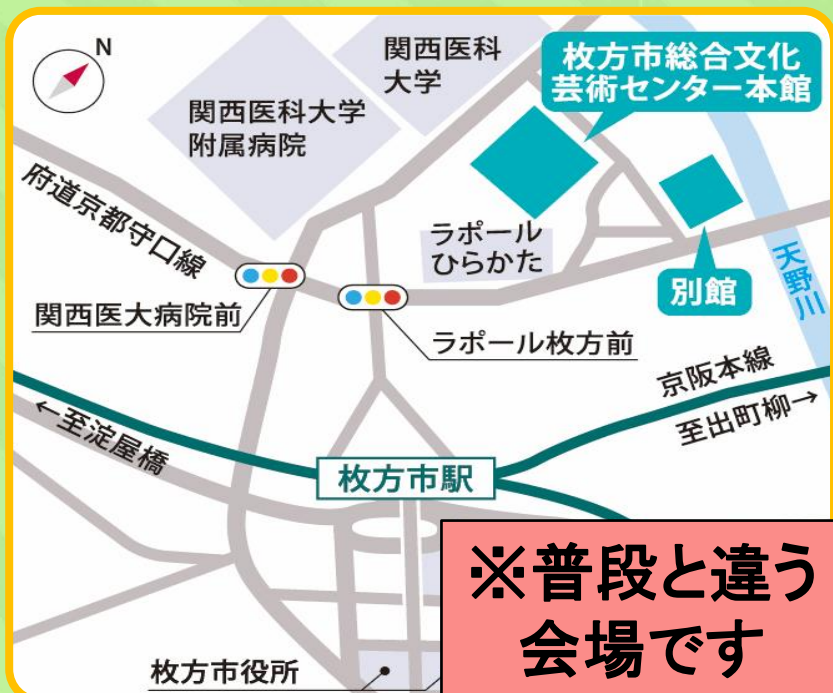 N
関西医科
大学
枚方市総合文化
芸術センター本館
関西医科大学
附属病院
府道京都守口線
ラポール
ひらかた
別館
天野川
関西医大病院前
ラポール枚方前
京阪本線
至出町柳→
←至淀屋橋
枚方市駅
※普段と違う
会場です
枚方市役所